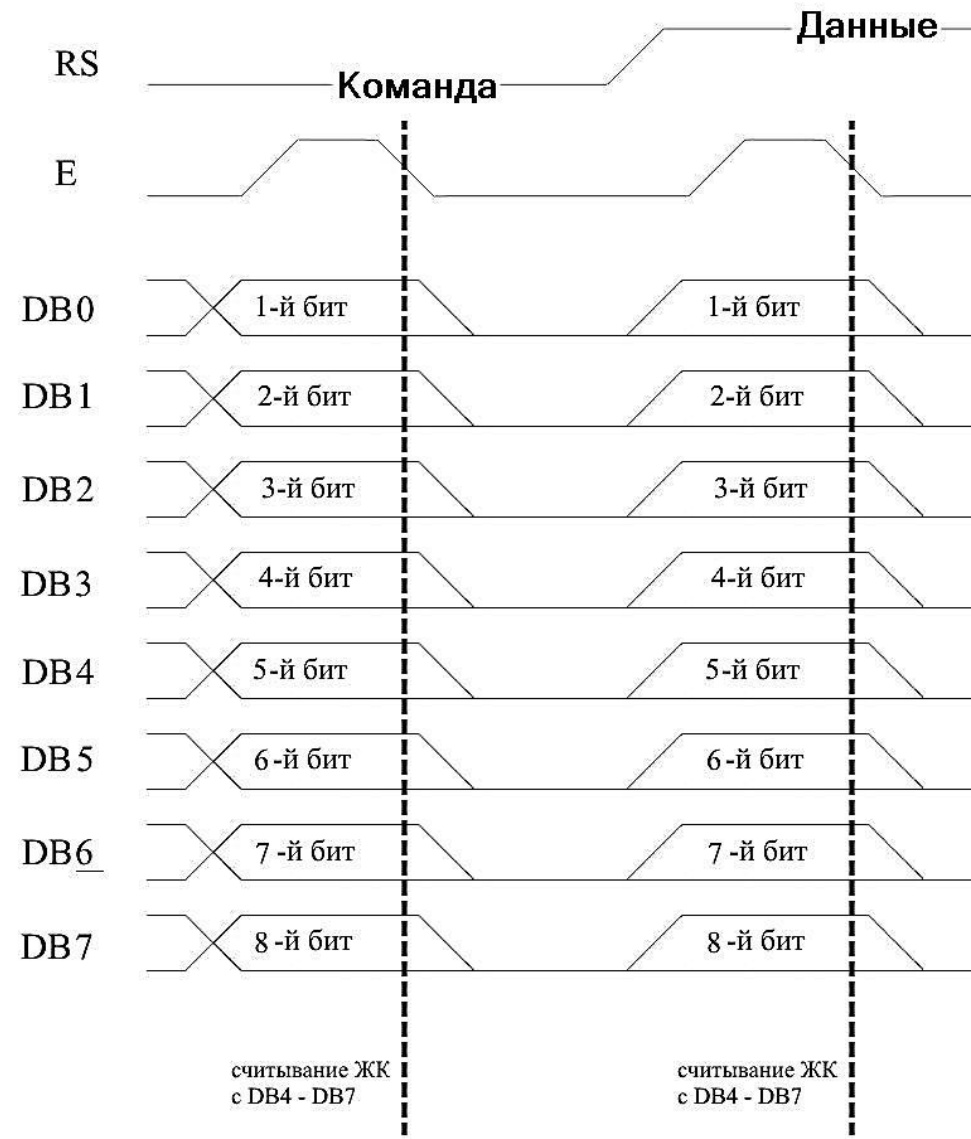 Данные
RS
Команда
E
DB0 1-й бит 1-й бит
DB1 2-й бит 2-й бит
DB2 3-й бит 3-й бит
DB3 4-й бит 4-й бит
DB4 5-й бит 5-й бит
DB5 6-й бит 6-й бит
DB6 7-й бит 7-й бит
DB7 8-й бит 8-й бит
считывание ЖК
с DB4 - DB7
считывание ЖК
с DB4 - DB7